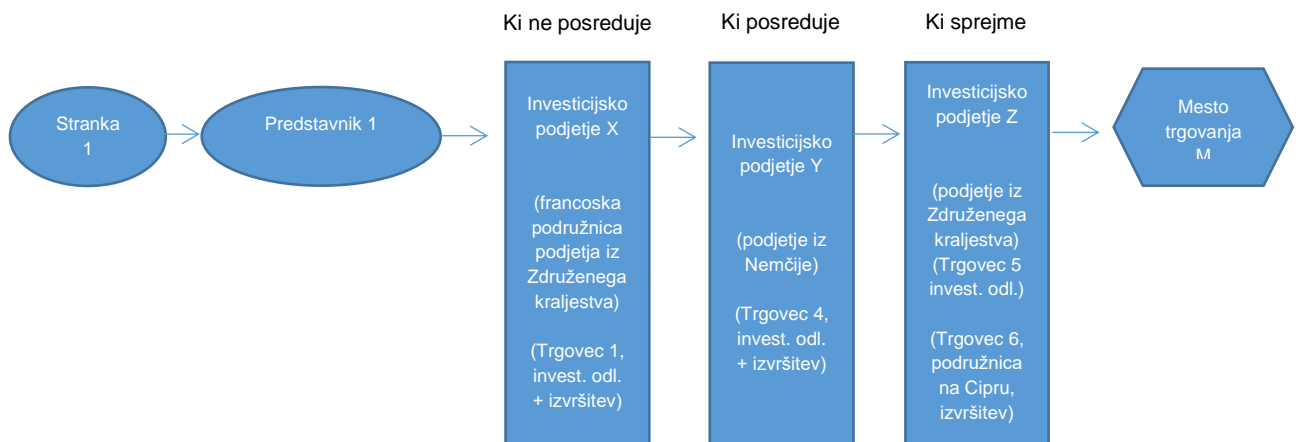 Ki ne posreduje
Ki posreduje
Ki sprejme
Stranka
1
Predstavnik 1
Investicijsko
podjetje X
(francoska
podružnica
podjetja iz
Združenega
kraljestva)
(Trgovec 1,
invest. odl.
+ izvršitev)
Investicijsko
podjetje Y
(podjetje iz
Nemčije)
(Trgovec 4,
invest. odl.
+ izvršitev)
Investicijsko
podjetje Z
(podjetje iz
Združenega
kraljestva)
(Trgovec 5
invest. odl.)
(Trgovec 6,
podružnica
na Cipru,
izvršitev)
Mesto
trgovanja
M